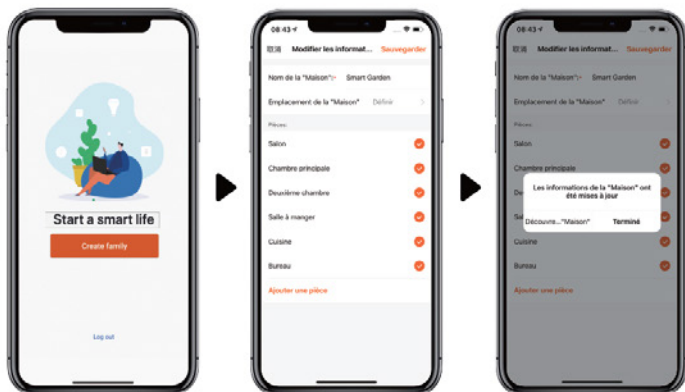 Start a smart life
Create family
Log out
08:43
取消 Modifier les informat... Sauvegarder
Nom de la "Maison":* Smart Garden
Emplacement de la "Maison" Définir
Pièces
Salon
Chambre principale
Deuxième chambre
Salle à manger
Cuisine
Bureau
Ajouter une pièce
08:43
取消 Modifier les informat... Sauvegarder
Nom de la "Maison":* Smart Garden
Emplacement de la "Maison" Définir
Pièces
Salon
Chambre principale
Les informations de la "Maison" ont
été mises à jour
Découvre..."Maison" Terminé
Cuisine
Bureau
Ajouter une pièce